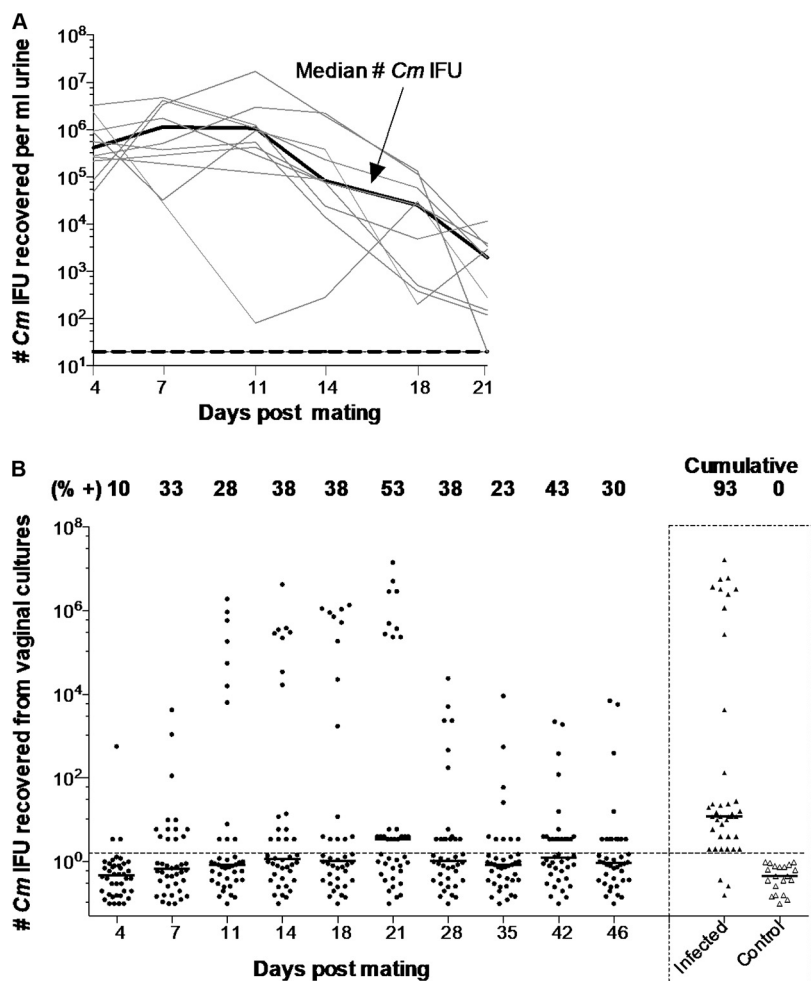 A
# Cm IFU recovered per ml urine
10⁸
10⁷
10⁶
10⁵
10⁴
10³
10²
10¹
Median # Cm IFU
4 7 11 14 18 21
Days post mating
B
Cumulative
(% +) 10 33 28 38 38 53 38 23 43 30 93 0
# Cm IFU recovered from vaginal cultures
10⁸
10⁶
10⁴
10²
10⁰
4 7 11 14 18 21 28 35 42 46
Infected
Control
Days post mating